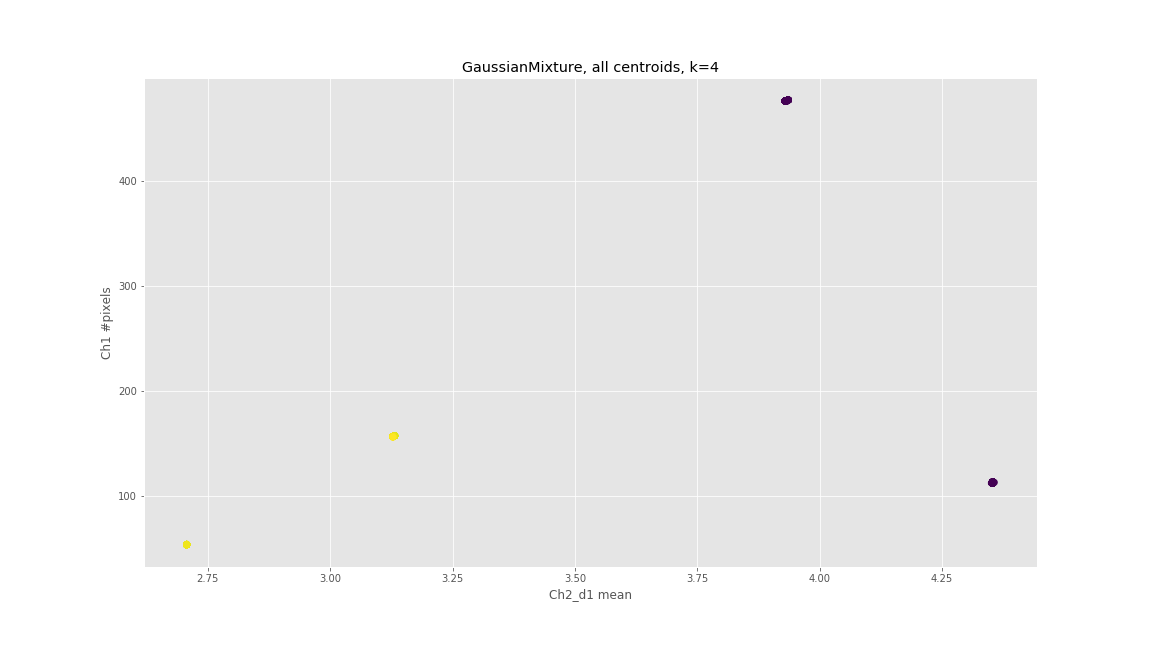 GaussianMixture, all centroids, k=4
400
300
200
100
Ch1 #pixels
2.75 3.00 3.25 3.50 3.75 4.00 4.25
Ch2_d1 mean